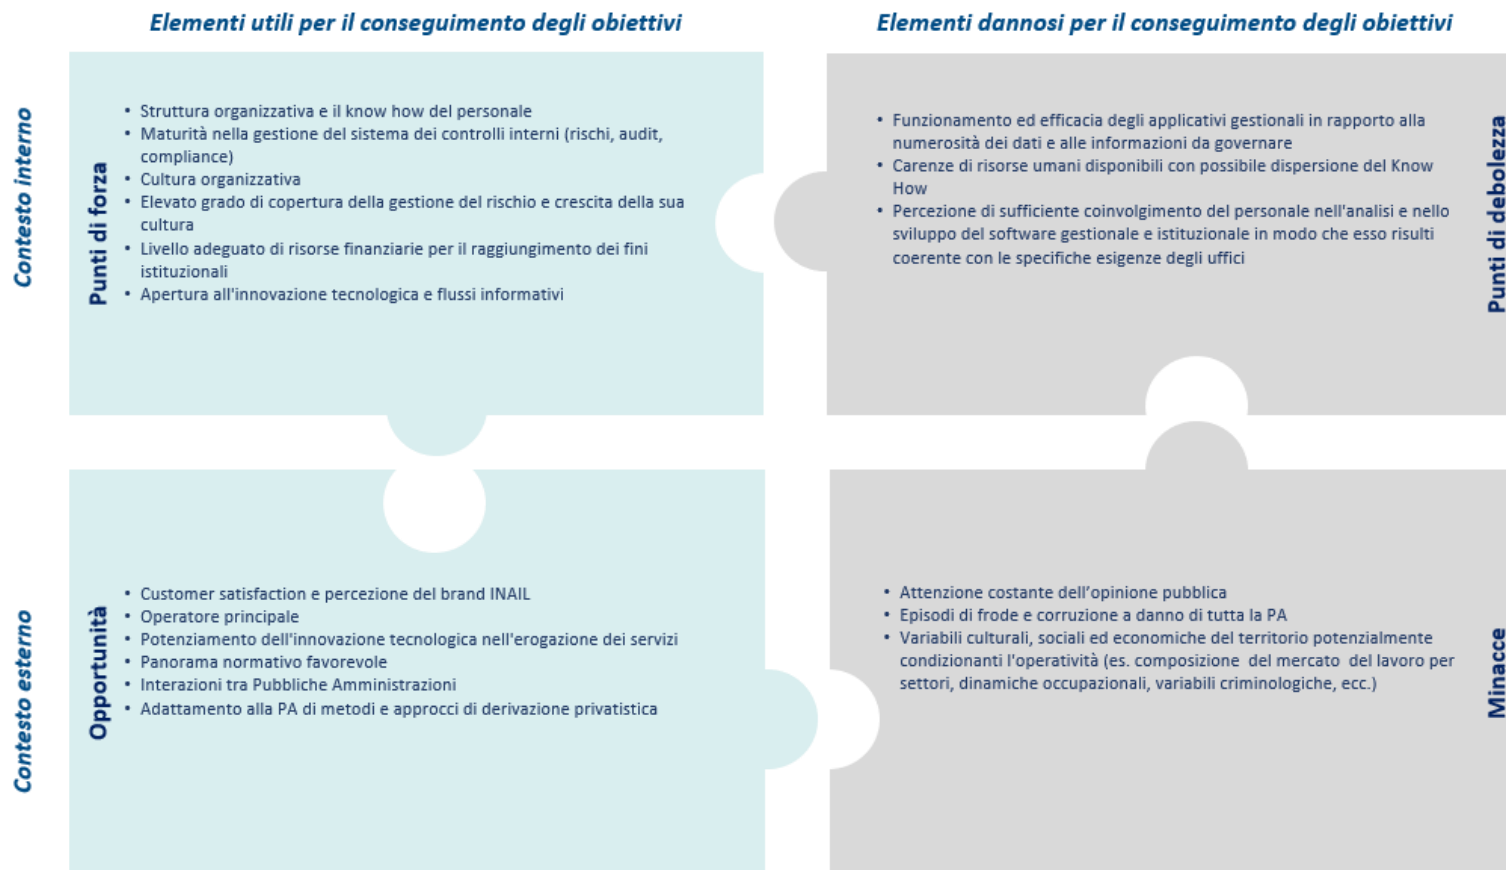 Elementi utili per il conseguimento degli obiettivi
Elementi dannosi per il conseguimento degli obiettivi
Contesto interno
Punti di forza
• Struttura organizzativa e il know how del personale
• Maturità nella gestione del sistema dei controlli interni (rischi, audit,
compliance)
• Cultura organizzativa
• Elevato grado di copertura della gestione del rischio e crescita della sua
cultura
• Livello adeguato di risorse finanziarie per il raggiungimento dei fini
istituzionali
• Apertura all'innovazione tecnologica e flussi informativi
• Funzionamento ed efficacia degli applicativi gestionali in rapporto alla
numerosità dei dati e alle informazioni da governare
• Carenze di risorse umani disponibili con possibile dispersione del Know
How
• Percezione di sufficiente coinvolgimento del personale nell'analisi e nello
sviluppo del software gestionale e istituzionale in modo che esso risulti
coerente con le specifiche esigenze degli uffici
Punti di debolezza
Contesto esterno
Opportunità
• Customer satisfaction e percezione del brand INAIL
• Operatore principale
• Potenziamento dell'innovazione tecnologica nell'erogazione dei servizi
• Panorama normativo favorevole
• Interazioni tra Pubbliche Amministrazioni
• Adattamento alla PA di metodi e approcci di derivazione privatistica
• Attenzione costante dell’opinione pubblica
• Episodi di frode e corruzione a danno di tutta la PA
• Variabili culturali, sociali ed economiche del territorio potenzialmente
condizionanti l'operatività (es. composizione del mercato del lavoro per
settori, dinamiche occupazionali, variabili criminologiche, ecc.)
Minacce